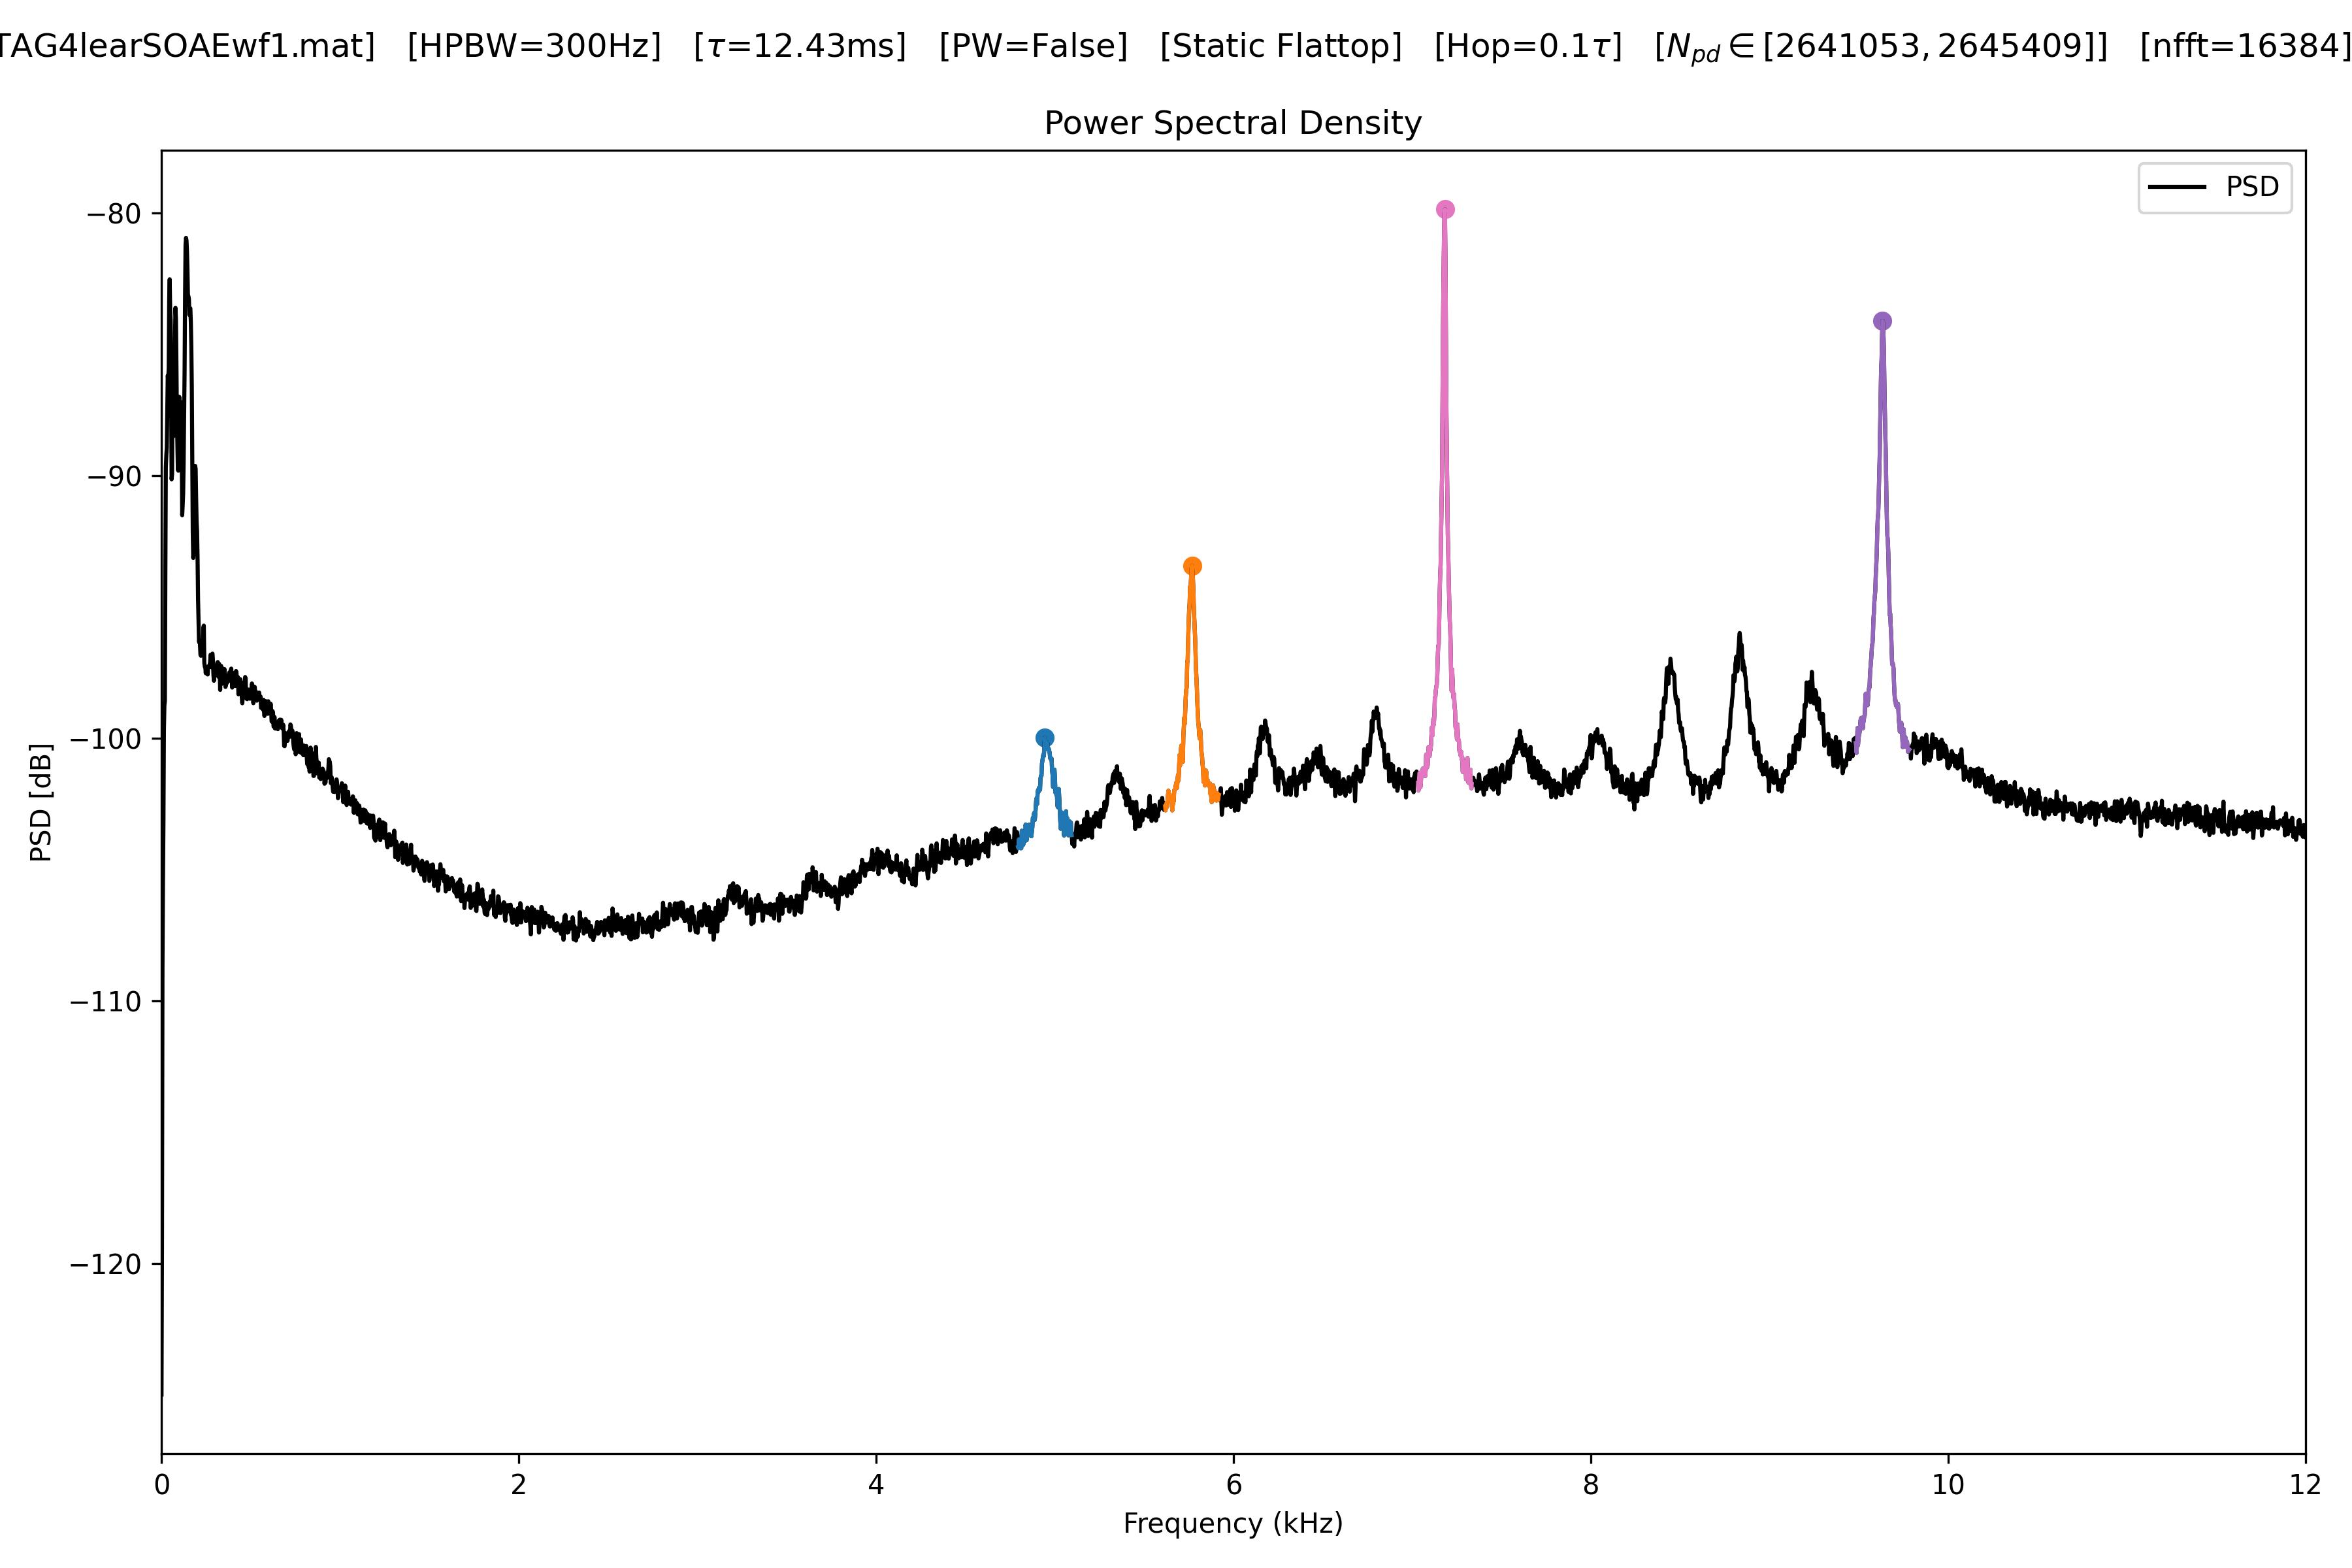 TAG4learSOAEwf1.mat] [HPBW=300Hz] [τ=12.43ms] [PW=False] [Static Flattop] [Hop=0.1τ] [N_pd ∈ [2641053, 2645409]] [nfft=16384]
Power Spectral Density
PSD
−80
−90
−100
−110
−120
PSD [dB]
0 2 4 6 8 10 12
Frequency (kHz)